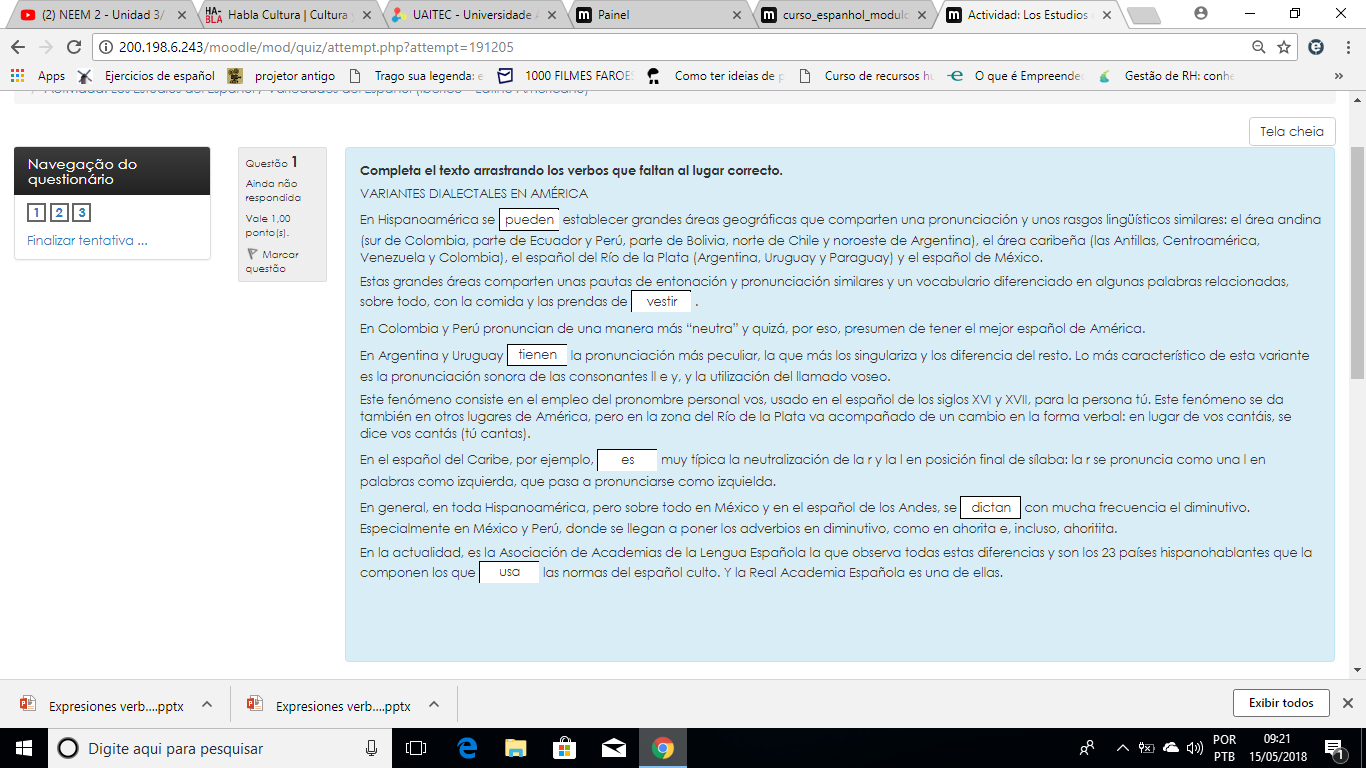 (2) NEEM 2 - Unidad 3/
HA-BLA Habla Cultura | Cultura y
UAITEC - Universidade A
Painel
curso_espanhol_modulo
Actividad: Los Estudios d
200.198.6.243/moodle/mod/quiz/attempt.php?attempt=191205
Apps
Ejercicios de español
projetor antigo
Trago sua legenda: e
1000 FILMES FAROES
Como ter ideias de p
Curso de recursos hu
O que é Empreended
Gestão de RH: conhe
»
Actividad: Los Estudios del Español / Variedades del Español (Ibérico - Latino Americano)
Tela cheia
Navegação do
questionário
1 2 3
Finalizar tentativa ...
Questão 1
Ainda não
respondida
Vale 1,00
ponto(s).
Marcar
questão
Completa el texto arrastrando los verbos que faltan al lugar correcto.
VARIANTES DIALECTALES EN AMÉRICA
En Hispanoamérica se pueden establecer grandes áreas geográficas que comparten una pronunciación y unos rasgos lingüísticos similares: el área andina
(sur de Colombia, parte de Ecuador y Perú, parte de Bolivia, norte de Chile y noroeste de Argentina), el área caribeña (las Antillas, Centroamérica,
Venezuela y Colombia), el español del Río de la Plata (Argentina, Uruguay y Paraguay) y el español de México.
Estas grandes áreas comparten unas pautas de entonación y pronunciación similares y un vocabulario diferenciado en algunas palabras relacionadas,
sobre todo, con la comida y las prendas de vestir .
En Colombia y Perú pronuncian de una manera más “neutra” y quizá, por eso, presumen de tener el mejor español de América.
En Argentina y Uruguay tienen la pronunciación más peculiar, la que más los singulariza y los diferencia del resto. Lo más característico de esta variante
es la pronunciación sonora de las consonantes ll e y, y la utilización del llamado voseo.
Este fenómeno consiste en el empleo del pronombre personal vos, usado en el español de los siglos XVI y XVII, para la persona tú. Este fenómeno se da
también en otros lugares de América, pero en la zona del Río de la Plata va acompañado de un cambio en la forma verbal: en lugar de vos cantáis, se
dice vos cantás (tú cantas).
En el español del Caribe, por ejemplo, es muy típica la neutralización de la r y la l en posición final de sílaba: la r se pronuncia como una l en
palabras como izquierda, que pasa a pronunciarse como izquielda.
En general, en toda Hispanoamérica, pero sobre todo en México y en el español de los Andes, se dictan con mucha frecuencia el diminutivo.
Especialmente en México y Perú, donde se llegan a poner los adverbios en diminutivo, como en ahorita e, incluso, ahoritita.
En la actualidad, es la Asociación de Academias de la Lengua Española la que observa todas estas diferencias y son los 23 países hispanohablantes que la
componen los que usa las normas del español culto. Y la Real Academia Española es una de ellas.
Expresiones verb....pptx
Expresiones verb....pptx
Exibir todos
Digite aqui para pesquisar
POR
PTB
09:21
15/05/2018
1